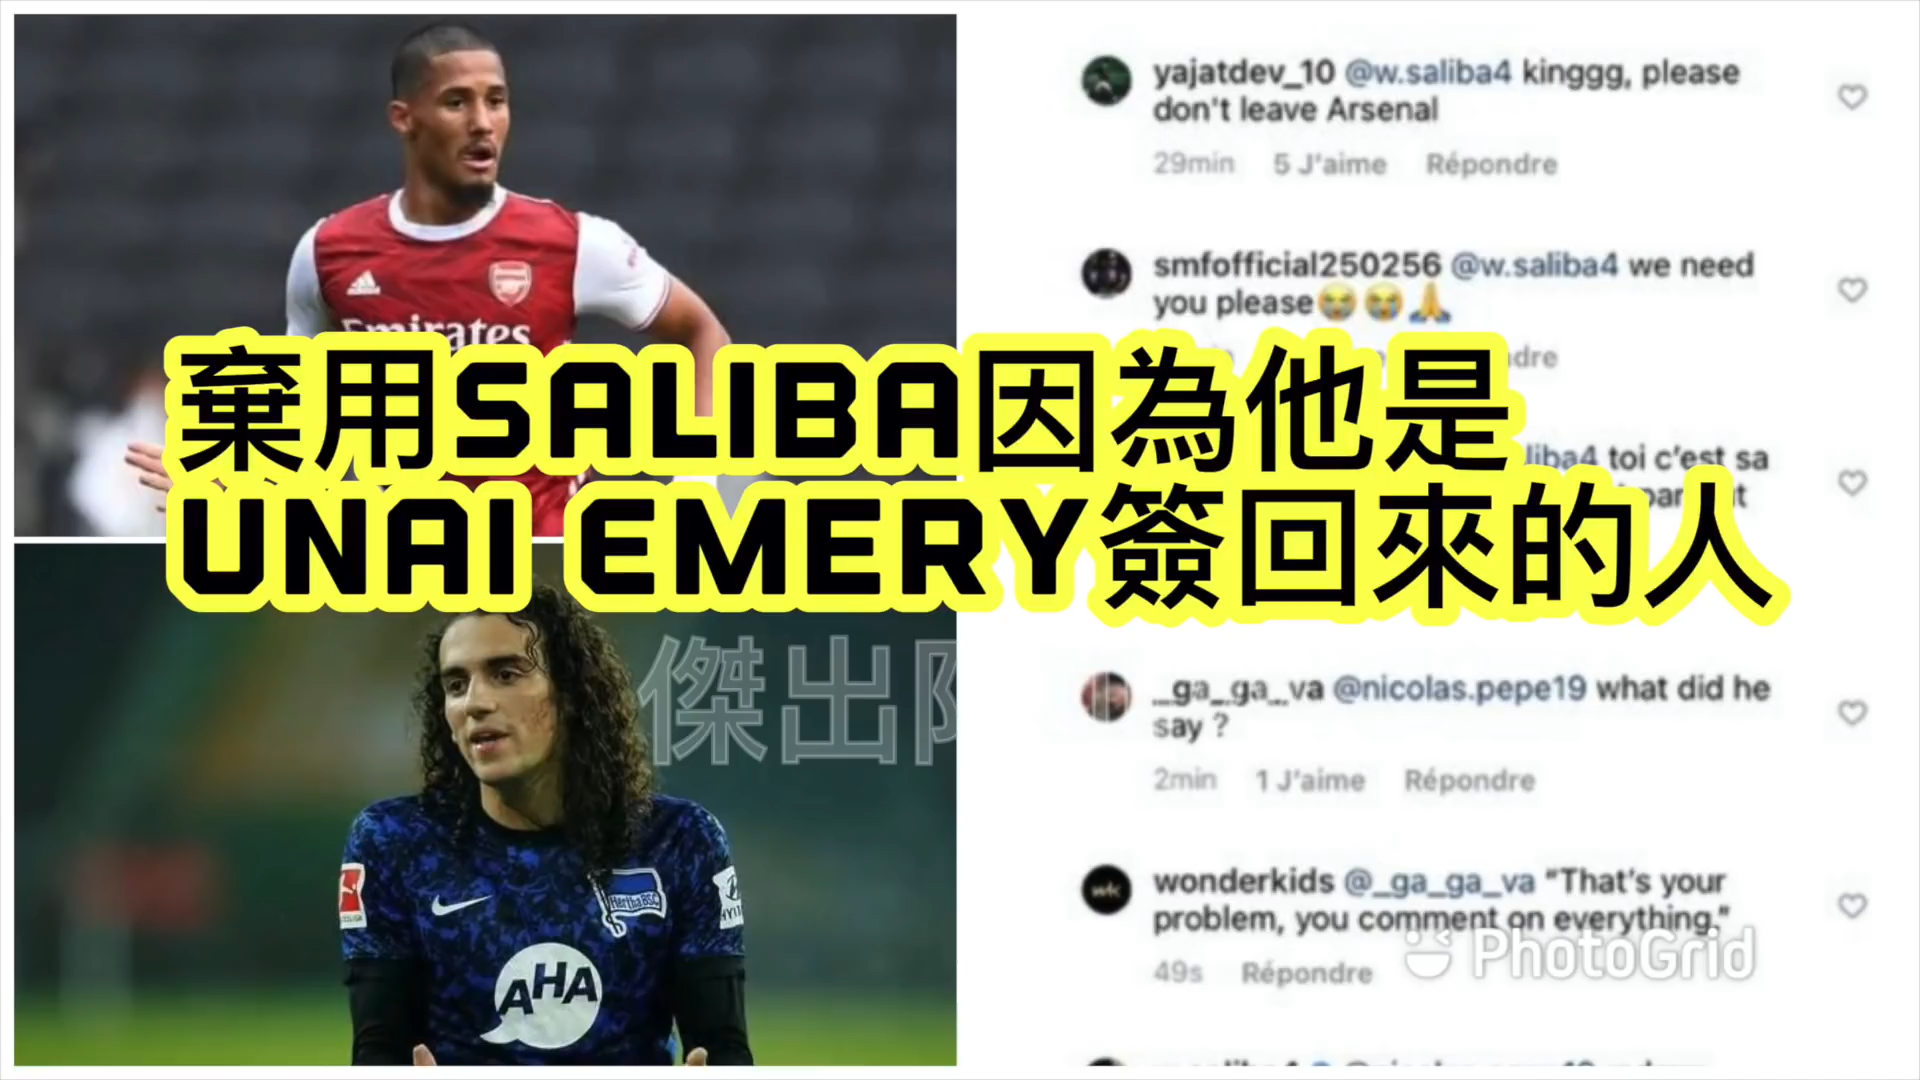 yajatdev_10 @w.saliba4 kinggg, please
don't leave Arsenal
29min 5 J'aime Répondre
smfofficial250256 @w.saliba4 we need
you please😭😭🙏
Emirates
棄用SALIBA因為他是
UNAI EMERY簽回來的人
toi c'est sa
傑出
_ga_ga_va @nicolas.pepe19 what did he
say ?
2min 1 J'aime Répondre
wonderkids @_ga_ga_va "That's your
problem, you comment on everything."
49s Répondre
PhotoGrid
Hertha BSC
AHA